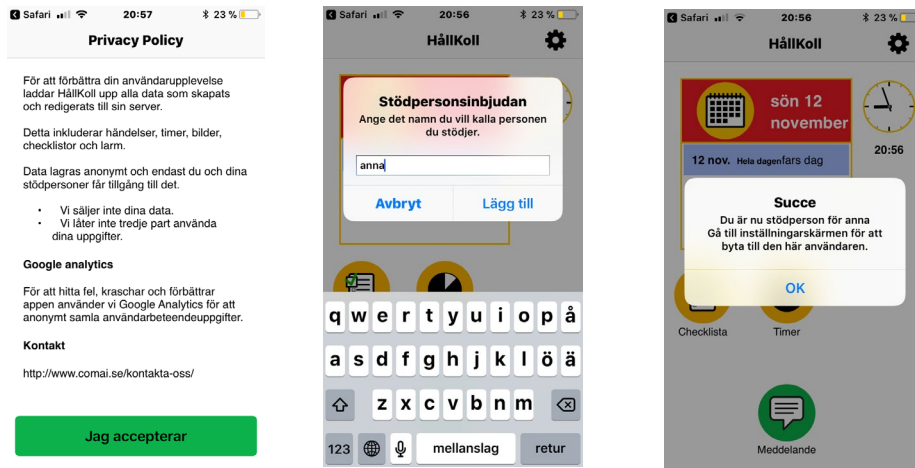 Safari 20:57 23 %
Privacy Policy
För att förbättra din användarupplevelse
laddar HållKoll upp alla data som skapats
och redigerats till sin server.
Detta inkluderar händelser, timer, bilder,
checklistor och larm.
Data lagras anonymt och endast du och dina
stödpersoner får tillgång till det.
• Vi säljer inte dina data.
• Vi låter inte tredje part använda
dina uppgifter.
Google analytics
För att hitta fel, kraschar och förbättrar
appen använder vi Google Analytics för att
anonymt samla användarbeteendeuppgifter.
Kontakt
http://www.comai.se/kontakta-oss/
Jag accepterar
Safari 20:56 23 %
HållKoll
Stödpersonsinbjudan
Ange det namn du vill kalla personen
du stödjer.
anna
Avbryt Lägg till
q w e r t y u i o p å
a s d f g h j k l ö ä
z x c v b n m
123 mellanslag retur
Safari 20:56 23 %
HållKoll
sön 12
november
20:56
12 nov. Hela dagen fars dag
Succe
Du är nu stödperson för anna
Gå till inställningarskärmen för att
byta till den här användaren.
OK
Checklista Timer
Meddelande